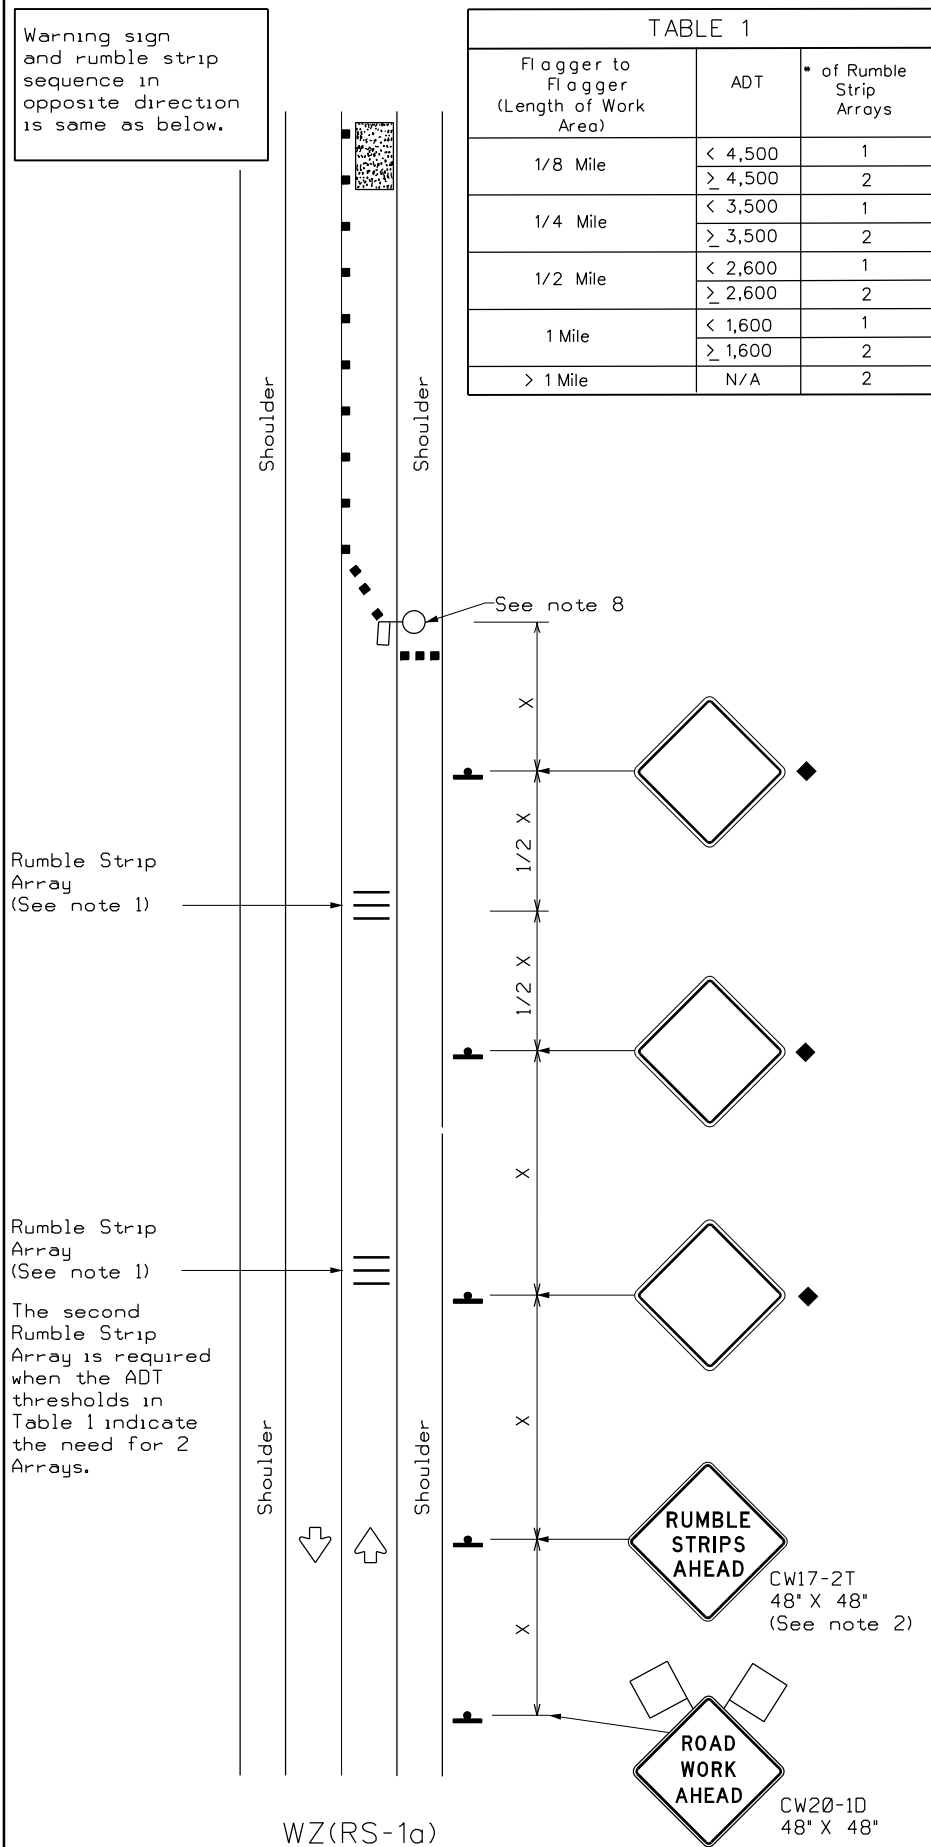 Warning sign
and rumble strip
sequence in
opposite direction
is same as below.
TABLE 1
Flagger to
Flagger
(Length of Work
Area)
ADT
* of Rumble
Strip
Arrays
1/8 Mile
< 4,500
1
≥ 4,500
2
1/4 Mile
< 3,500
1
≥ 3,500
2
1/2 Mile
< 2,600
1
≥ 2,600
2
1 Mile
< 1,600
1
≥ 1,600
2
> 1 Mile
N/A
2
Shoulder
Shoulder
See note 8
X
1/2 X
Rumble Strip
Array
(See note 1)
1/2 X
X
Rumble Strip
Array
(See note 1)
The second
Rumble Strip
Array is required
when the ADT
thresholds in
Table 1 indicate
the need for 2
Arrays.
X
Shoulder
Shoulder
RUMBLE
STRIPS
AHEAD
CW17-2T
48" X 48"
(See note 2)
X
ROAD
WORK
AHEAD
CW20-1D
48" X 48"
WZ(RS-1a)